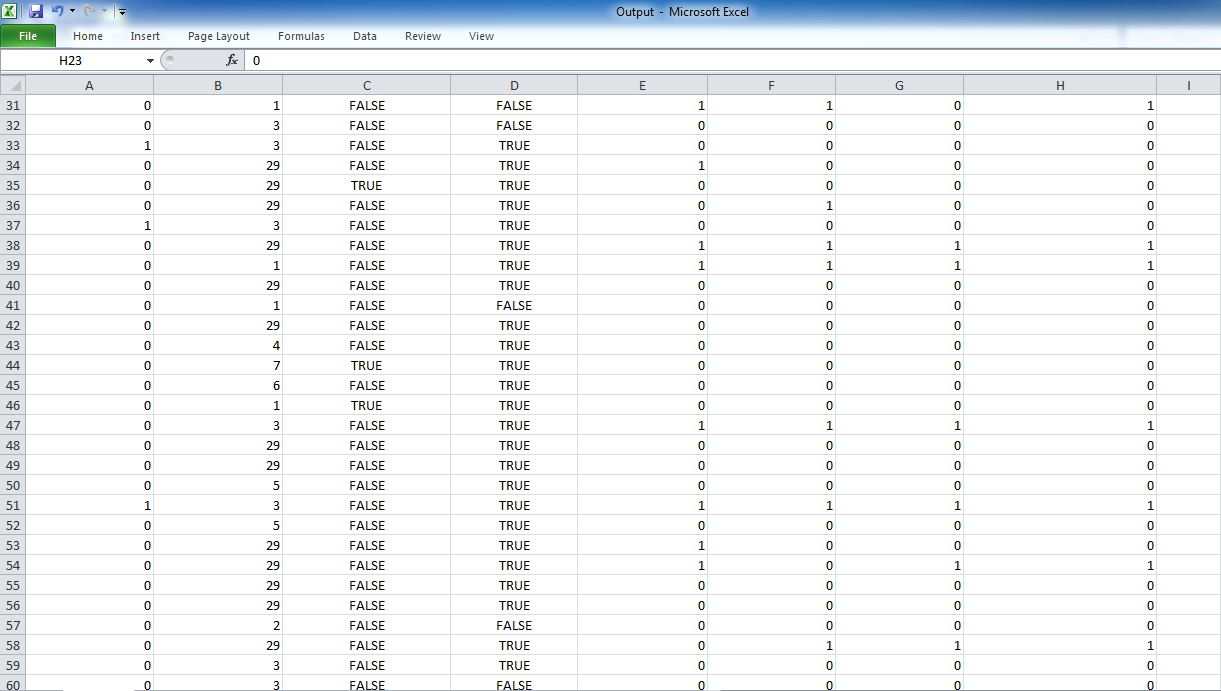 Output - Microsoft Excel
File Home Insert Page Layout Formulas Data Review View
H23 fx 0
A B C D E F G H I
31 0 1 FALSE FALSE 1 1 0 1
32 0 3 FALSE FALSE 0 0 0 0
33 1 3 FALSE TRUE 0 0 0 0
34 0 29 FALSE TRUE 1 0 0 0
35 0 29 TRUE TRUE 0 0 0 0
36 0 29 FALSE TRUE 0 1 0 0
37 1 3 FALSE TRUE 0 0 0 0
38 0 29 FALSE TRUE 1 1 1 1
39 0 1 FALSE TRUE 1 1 1 1
40 0 29 FALSE TRUE 0 0 0 0
41 0 1 FALSE FALSE 0 0 0 0
42 0 29 FALSE TRUE 0 0 0 0
43 0 4 FALSE TRUE 0 0 0 0
44 0 7 TRUE TRUE 0 0 0 0
45 0 6 FALSE TRUE 0 0 0 0
46 0 1 TRUE TRUE 0 0 0 0
47 0 3 FALSE TRUE 1 1 1 1
48 0 29 FALSE TRUE 0 0 0 0
49 0 29 FALSE TRUE 0 0 0 0
50 0 5 FALSE TRUE 0 0 0 0
51 1 3 FALSE TRUE 1 1 1 1
52 0 5 FALSE TRUE 0 0 0 0
53 0 29 FALSE TRUE 1 0 0 0
54 0 29 FALSE TRUE 1 0 1 1
55 0 29 FALSE TRUE 0 0 0 0
56 0 29 FALSE TRUE 0 0 0 0
57 0 2 FALSE FALSE 0 0 0 0
58 0 29 FALSE TRUE 0 1 1 1
59 0 3 FALSE TRUE 0 0 0 0
60 0 3 FALSE FALSE 0 0 0 0